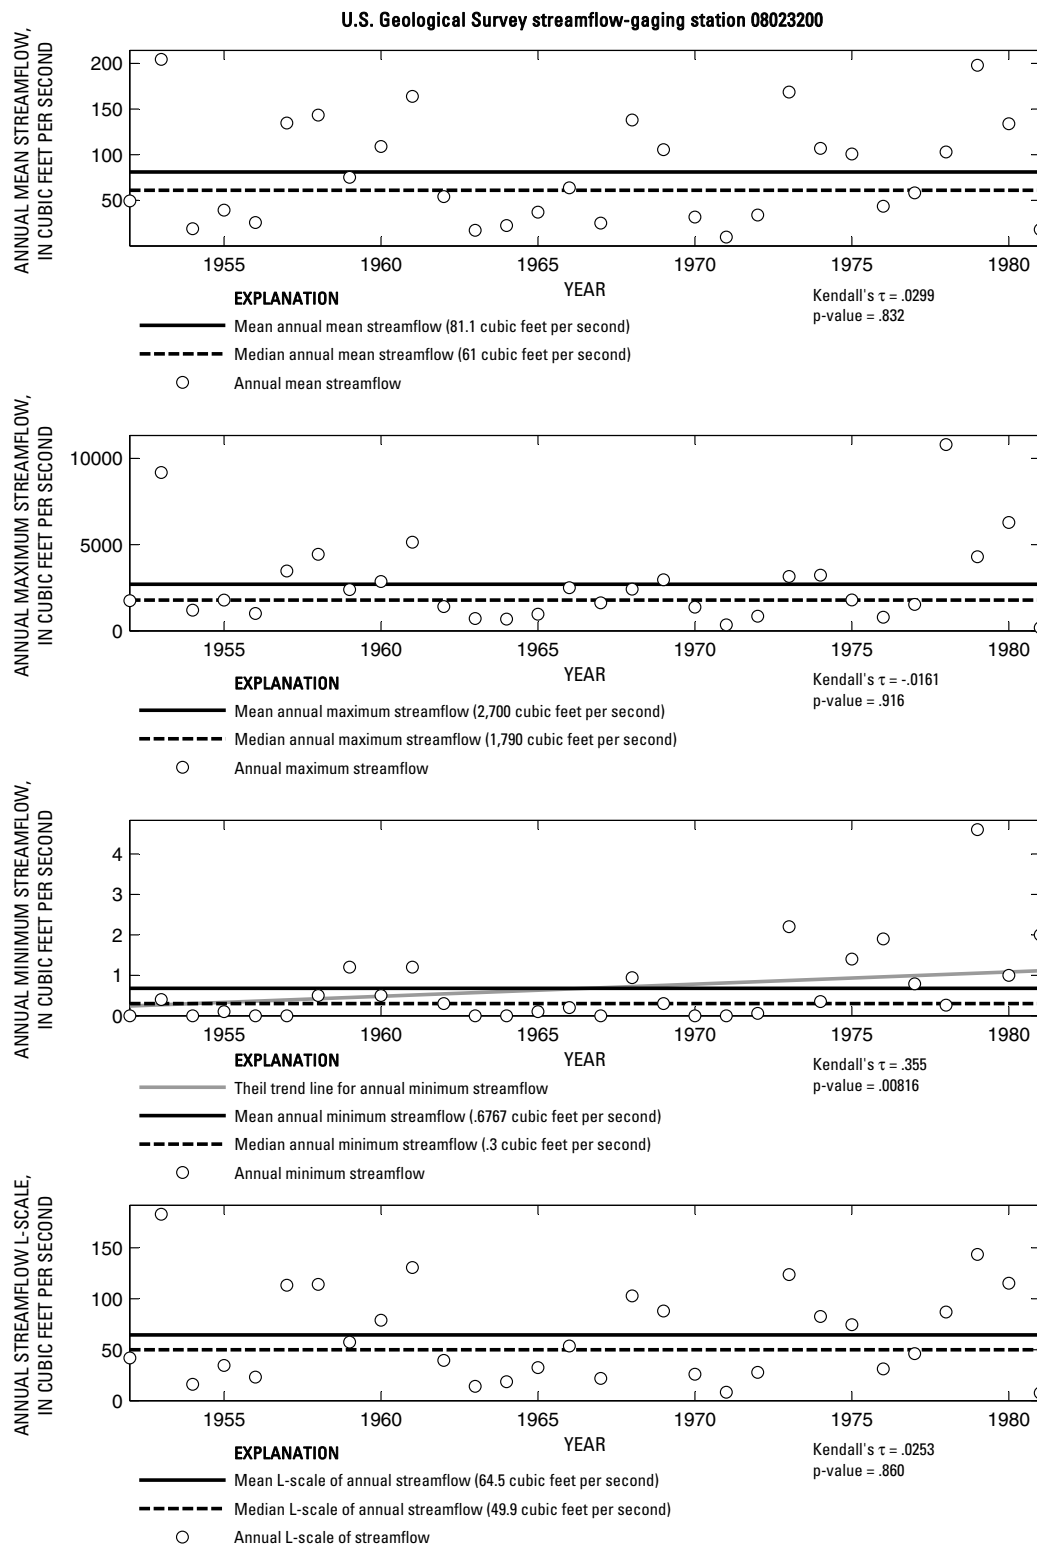 U.S. Geological Survey streamflow-gaging station 08023200
ANNUAL MEAN STREAMFLOW,
IN CUBIC FEET PER SECOND
200
150
100
50
1955 1960 1965 1970 1975 1980
YEAR
Kendall's τ = .0299
p-value = .832
EXPLANATION
Mean annual mean streamflow (81.1 cubic feet per second)
Median annual mean streamflow (61 cubic feet per second)
Annual mean streamflow
ANNUAL MAXIMUM STREAMFLOW,
IN CUBIC FEET PER SECOND
10000
5000
0
1955 1960 1965 1970 1975 1980
YEAR
Kendall's τ = -.0161
p-value = .916
EXPLANATION
Mean annual maximum streamflow (2,700 cubic feet per second)
Median annual maximum streamflow (1,790 cubic feet per second)
Annual maximum streamflow
ANNUAL MINIMUM STREAMFLOW,
IN CUBIC FEET PER SECOND
4
3
2
1
0
1955 1960 1965 1970 1975 1980
YEAR
Kendall's τ = .355
p-value = .00816
EXPLANATION
Theil trend line for annual minimum streamflow
Mean annual minimum streamflow (.6767 cubic feet per second)
Median annual minimum streamflow (.3 cubic feet per second)
Annual minimum streamflow
ANNUAL STREAMFLOW L-SCALE,
IN CUBIC FEET PER SECOND
150
100
50
0
1955 1960 1965 1970 1975 1980
YEAR
Kendall's τ = .0253
p-value = .860
EXPLANATION
Mean L-scale of annual streamflow (64.5 cubic feet per second)
Median L-scale of annual streamflow (49.9 cubic feet per second)
Annual L-scale of streamflow